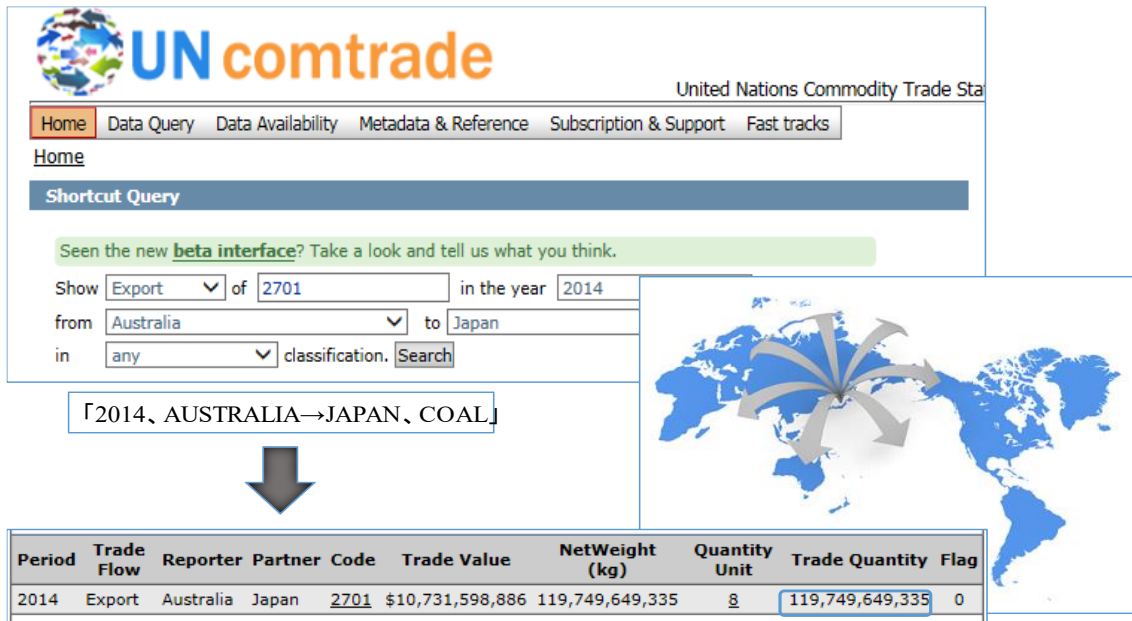 UN comtrade
United Nations Commodity Trade Sta
Home Data Query Data Availability Metadata & Reference Subscription & Support Fast tracks
Home
Shortcut Query
Seen the new beta interface? Take a look and tell us what you think.
Show Export of 2701 in the year 2014
from Australia to Japan
in any classification. Search
「2014、AUSTRALIA→JAPAN、COAL」
Period Trade Flow Reporter Partner Code Trade Value NetWeight (kg) Quantity Unit Trade Quantity Flag
2014 Export Australia Japan 2701 $10,731,598,886 119,749,649,335 8 119,749,649,335 0